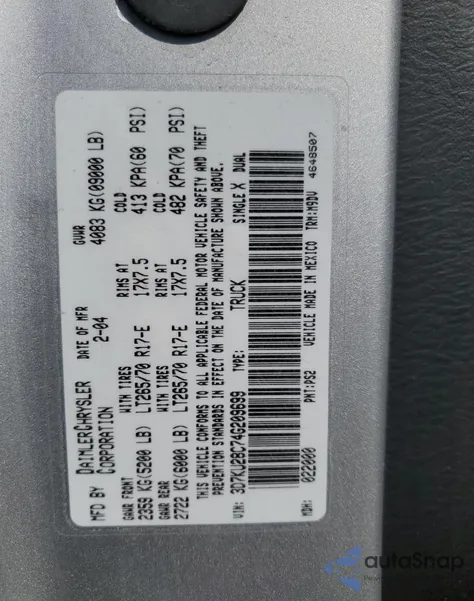 MFD BY DAIMLERCHRYSLER CORPORATION DATE OF MFR 2-04 GVWR 4083 KG(09000 LB)
GAWR FRONT WITH TIRES RIMS AT COLD
2359 KG(5200 LB) LT265/70 R17-E 17X7.5 413 KPA(60 PSI)
GAWR REAR WITH TIRES RIMS AT COLD
2722 KG(6000 LB) LT265/70 R17-E 17X7.5 482 KPA(70 PSI)
THIS VEHICLE CONFORMS TO ALL APPLICABLE FEDERAL MOTOR VEHICLE SAFETY AND THEFT
PREVENTION STANDARDS IN EFFECT ON THE DATE OF MANUFACTURE SHOWN ABOVE.
VIN: 3D7KU28C74G209699 TYPE: TRUCK SINGLE X DUAL
MDH: 022000 PNT:PS2 VEHICLE MADE IN MEXICO TRM:M9DV 4648507
autoSnap